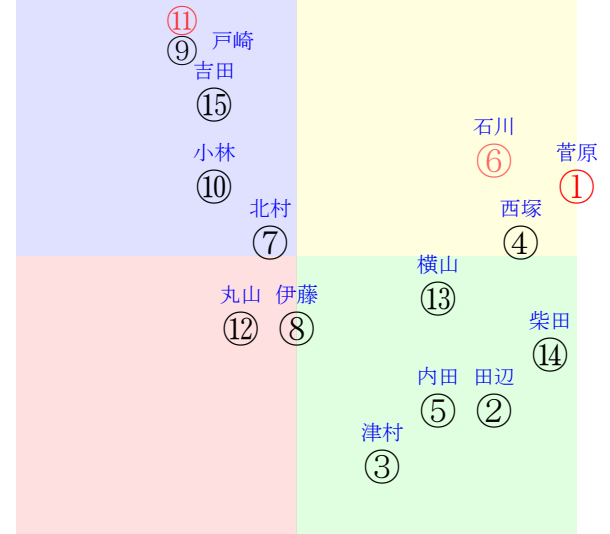 ⑪
⑨ 戸崎
吉田
⑮
石川
小林 菅原
⑥
⑩ ①
北村 西塚
⑦ ④
横山
丸山 伊藤 ⑬
柴田
⑫ ⑧
⑭
内田 田辺
⑤ ②
津村
③